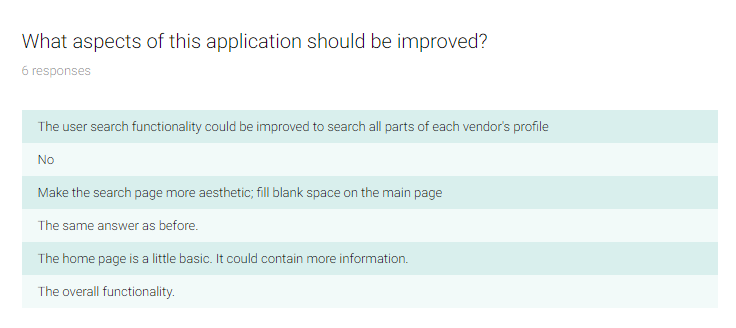 What aspects of this application should be improved?
6 responses
The user search functionality could be improved to search all parts of each vendor's profile
No
Make the search page more aesthetic; fill blank space on the main page
The same answer as before.
The home page is a little basic. It could contain more information.
The overall functionality.